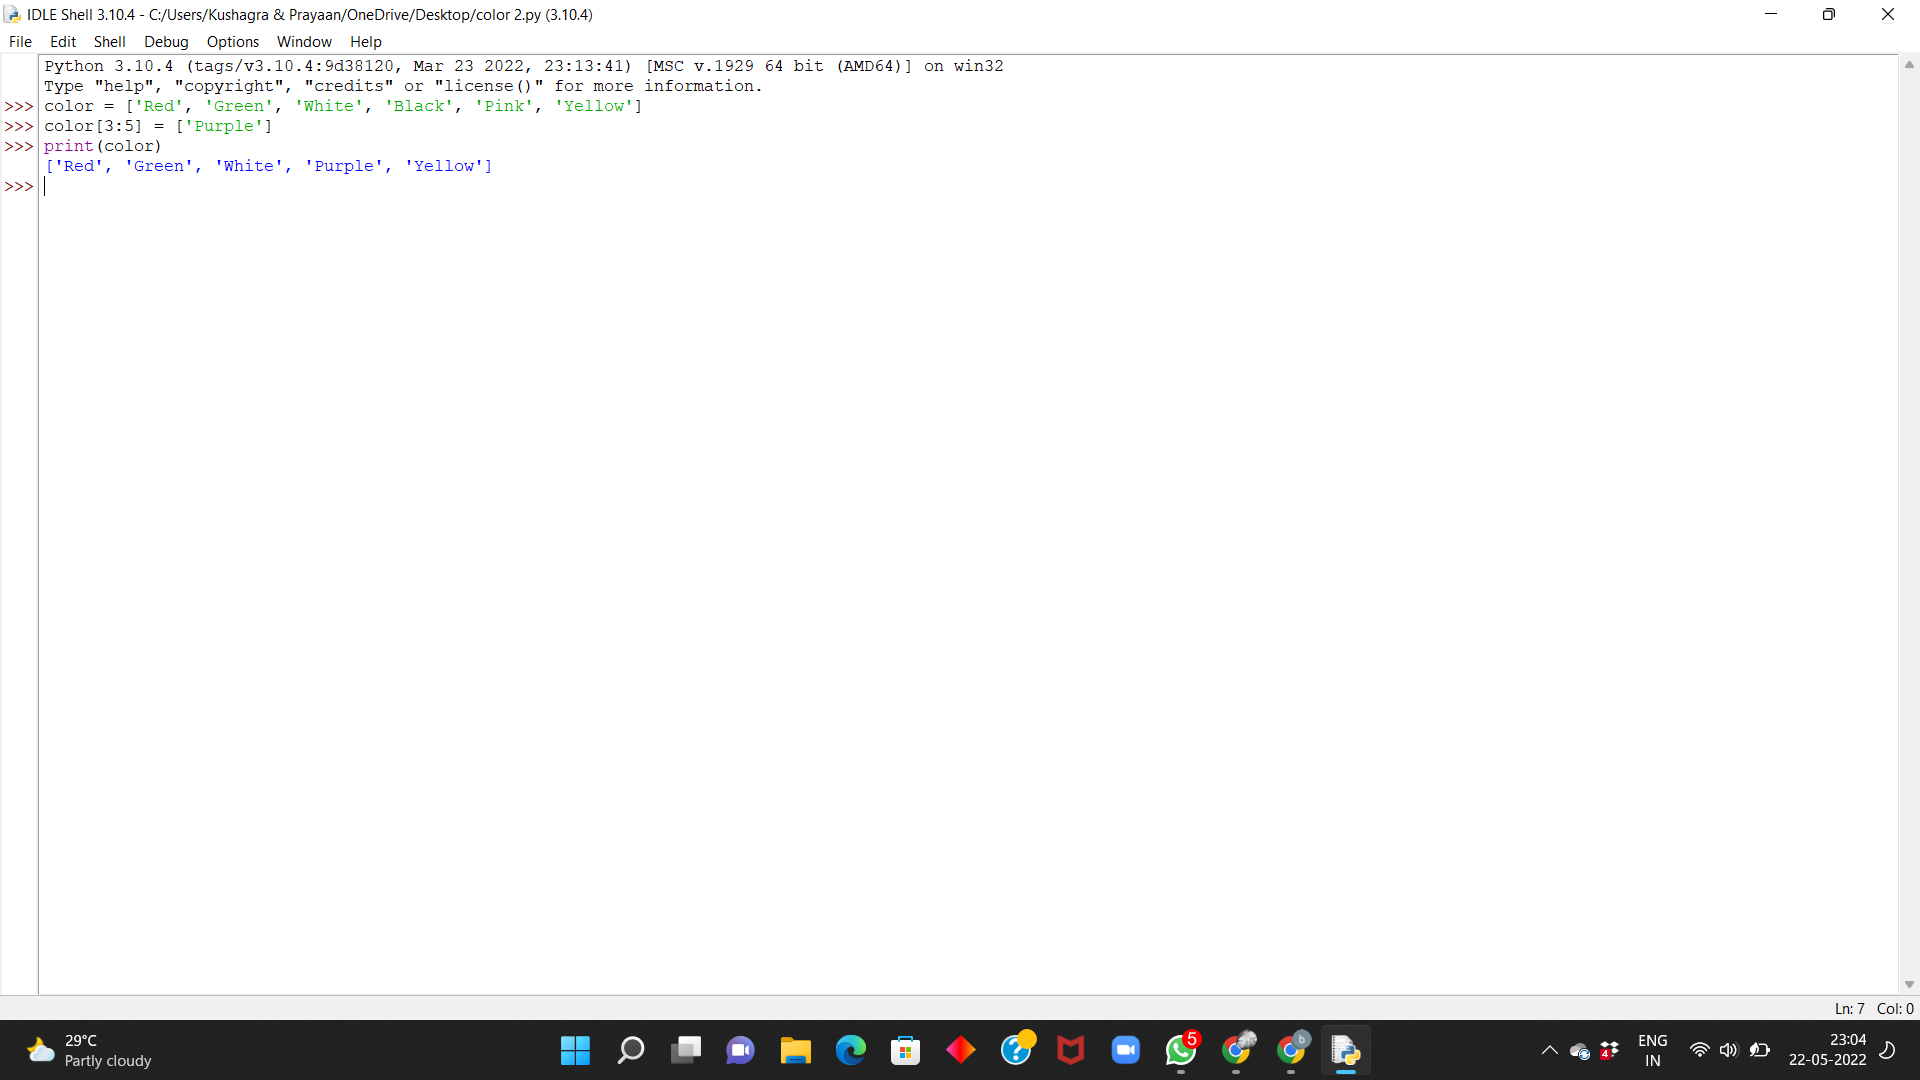 IDLE Shell 3.10.4 - C:/Users/Kushagra & Prayaan/OneDrive/Desktop/color 2.py (3.10.4)
File Edit Shell Debug Options Window Help
Python 3.10.4 (tags/v3.10.4:9d38120, Mar 23 2022, 23:13:41) [MSC v.1929 64 bit (AMD64)] on win32
Type "help", "copyright", "credits" or "license()" for more information.
>>> color = ['Red', 'Green', 'White', 'Black', 'Pink', 'Yellow']
>>> color[3:5] = ['Purple']
>>> print(color)
['Red', 'Green', 'White', 'Purple', 'Yellow']
>>>
Ln: 7 Col: 0
29°C
Partly cloudy
5
b
4
ENG
IN
23:04
22-05-2022